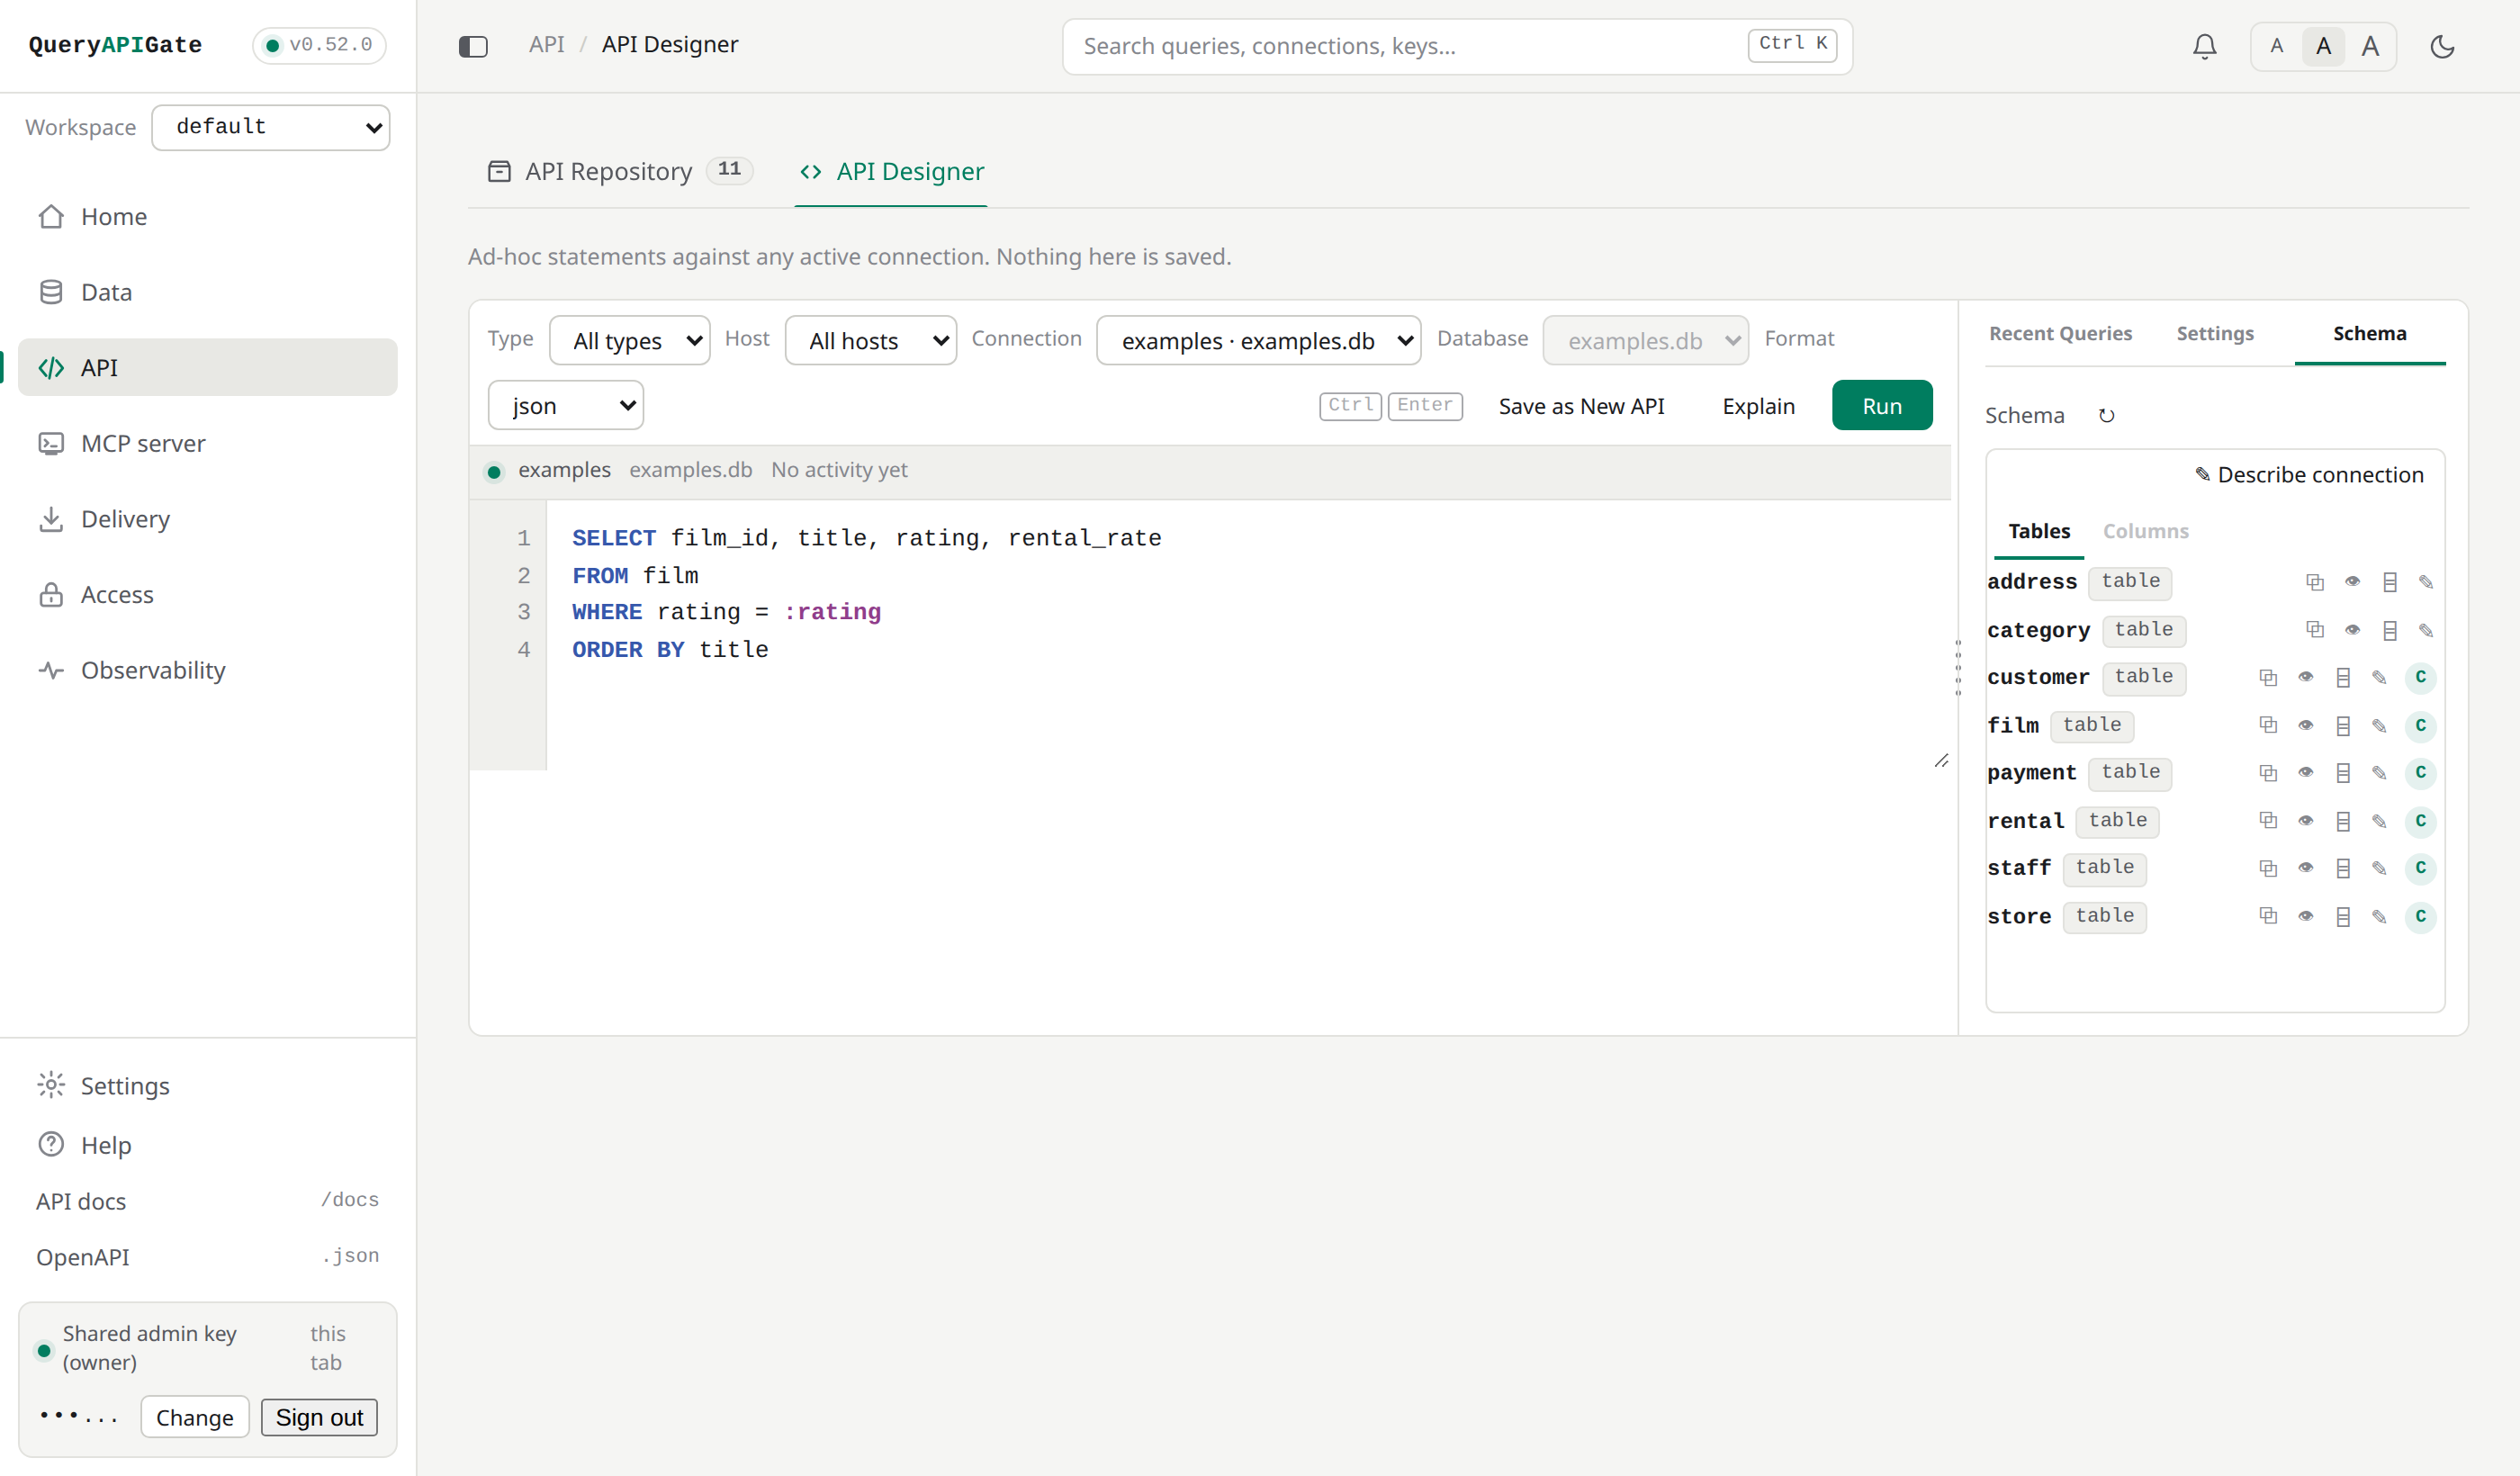 QueryAPIGate v0.52.0
API / API Designer
Search queries, connections, keys... Ctrl K
A A A
Workspace default
Home
Data
API
MCP server
Delivery
Access
Observability
Settings
Help
API docs /docs
OpenAPI .json
Shared admin key (owner) this tab
•••... Change Sign out
API Repository 11 API Designer
Ad-hoc statements against any active connection. Nothing here is saved.
Type All types Host All hosts Connection examples · examples.db Database examples.db Format
json Ctrl Enter Save as New API Explain Run
examples examples.db No activity yet
1 SELECT film_id, title, rating, rental_rate
2 FROM film
3 WHERE rating = :rating
4 ORDER BY title
Recent Queries Settings Schema
Schema ↻
✎ Describe connection
Tables Columns
address table
category table
customer table C
film table C
payment table C
rental table C
staff table C
store table C